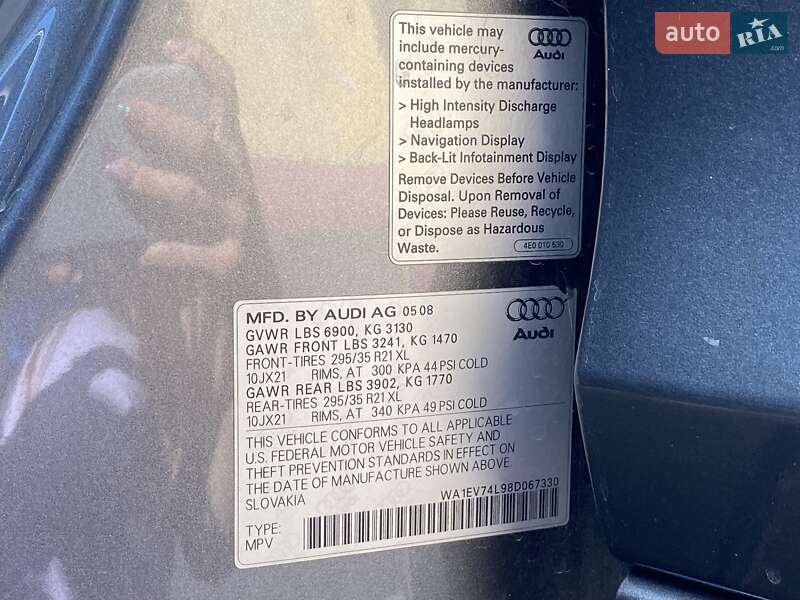 auto RIA.com
This vehicle may
include mercury-
containing devices
installed by the manufacturer:
Audi
> High Intensity Discharge
Headlamps
> Navigation Display
> Back-Lit Infotainment Display
Remove Devices Before Vehicle
Disposal. Upon Removal of
Devices: Please Reuse, Recycle,
or Dispose as Hazardous
Waste.
4E0 010 530
MFD. BY AUDI AG 05 08
GVWR LBS 6900, KG 3130
GAWR FRONT LBS 3241, KG 1470
FRONT-TIRES 295/35 R21 XL
10JX21 RIMS, AT 300 KPA 44 PSI COLD
GAWR REAR LBS 3902, KG 1770
REAR-TIRES 295/35 R21 XL
10JX21 RIMS, AT 340 KPA 49 PSI COLD
Audi
THIS VEHICLE CONFORMS TO ALL APPLICABLE
U.S. FEDERAL MOTOR VEHICLE SAFETY AND
THEFT PREVENTION STANDARDS IN EFFECT ON
THE DATE OF MANUFACTURE SHOWN ABOVE
SLOVAKIA
WA1EV74L98D067330
TYPE:
MPV